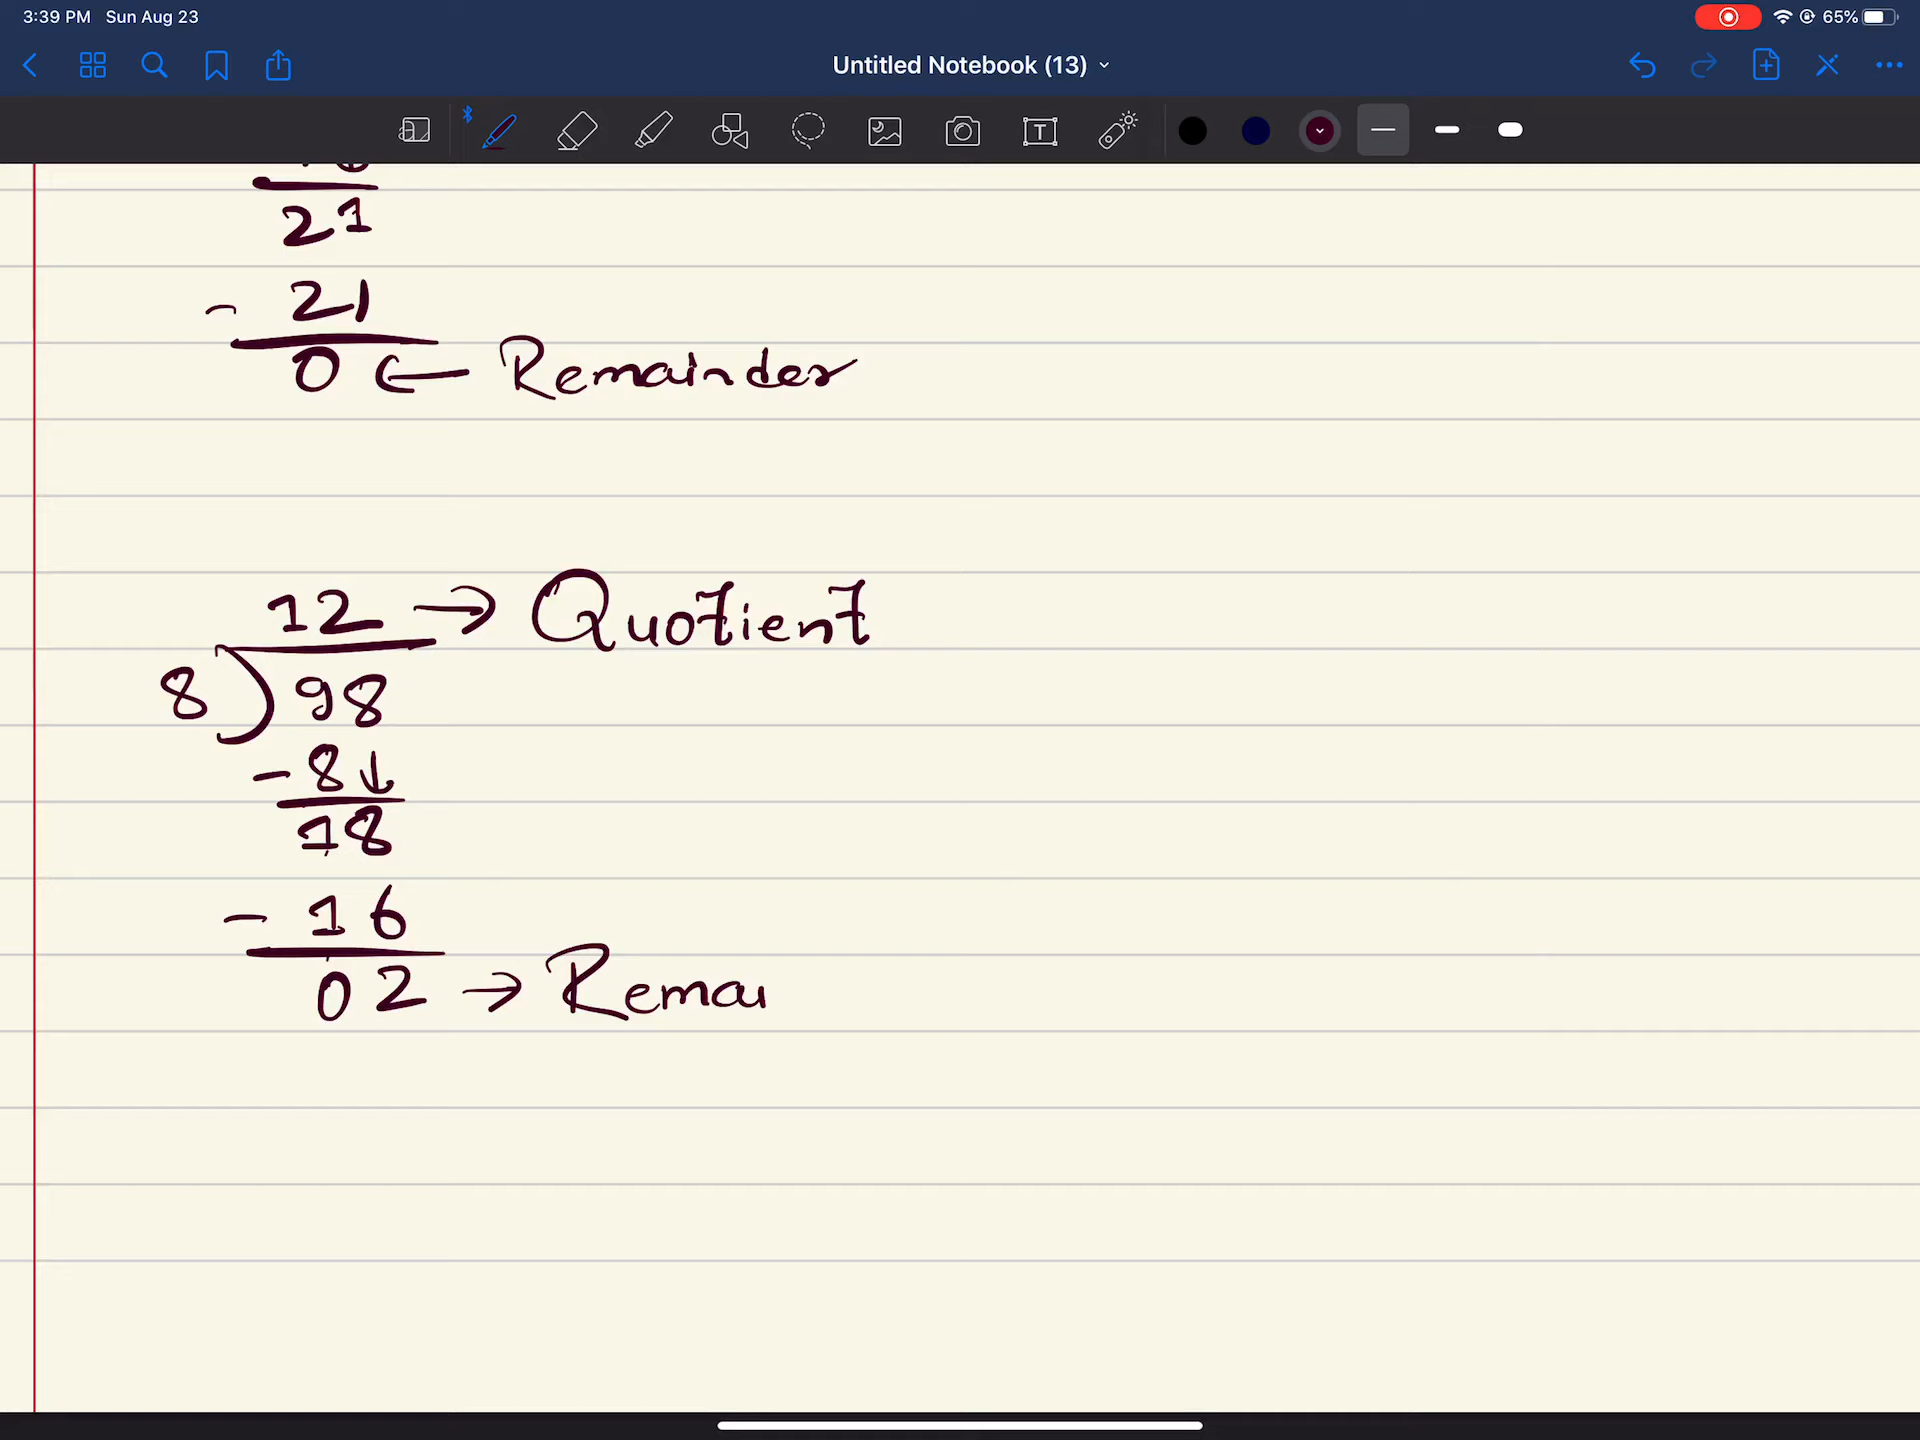 3:39 PM Sun Aug 23
65%
Untitled Notebook (13)
21
- 21
0 ← Remainder
12 → Quotient
8 ) 98
- 8↓
18
- 16
02 → Remai